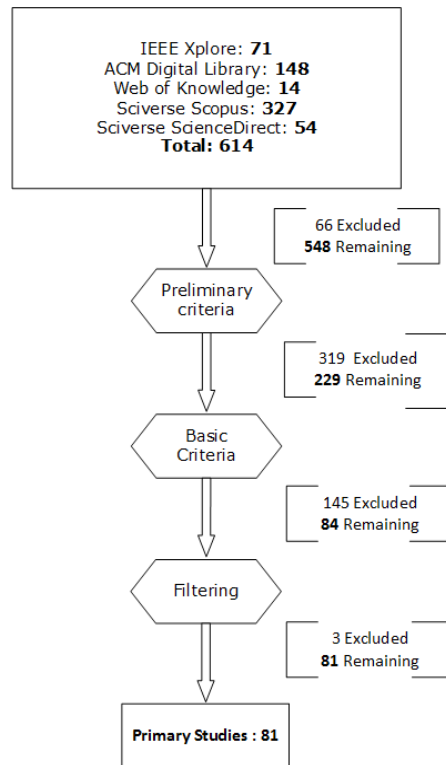 IEEE Xplore: 71
ACM Digital Library: 148
Web of Knowledge: 14
Sciverse Scopus: 327
Sciverse ScienceDirect: 54
Total: 614
66 Excluded
548 Remaining
Preliminary
criteria
319 Excluded
229 Remaining
Basic
Criteria
145 Excluded
84 Remaining
Filtering
3 Excluded
81 Remaining
Primary Studies : 81